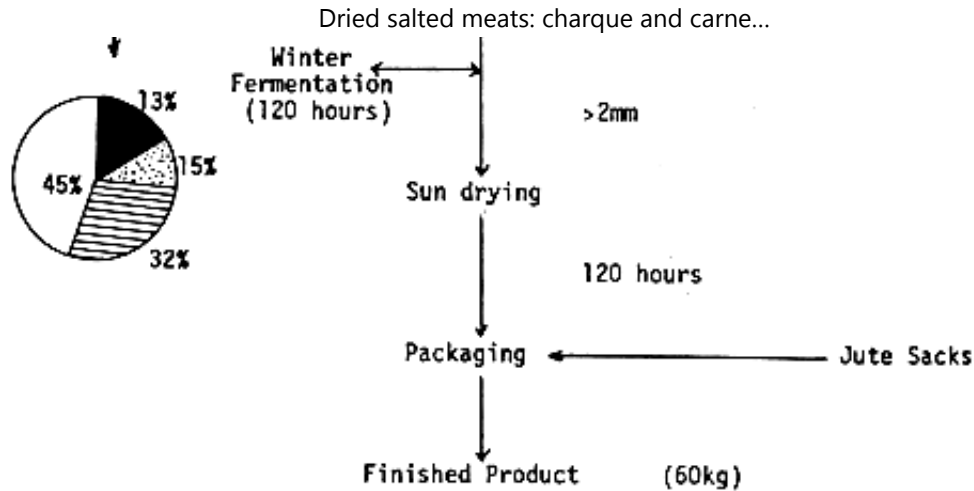 Dried salted meats: charque and carne...
Winter
Fermentation
(120 hours)
13%
>2mm
15%
45%
Sun drying
32%
120 hours
Packaging
Jute Sacks
Finished Product (60kg)